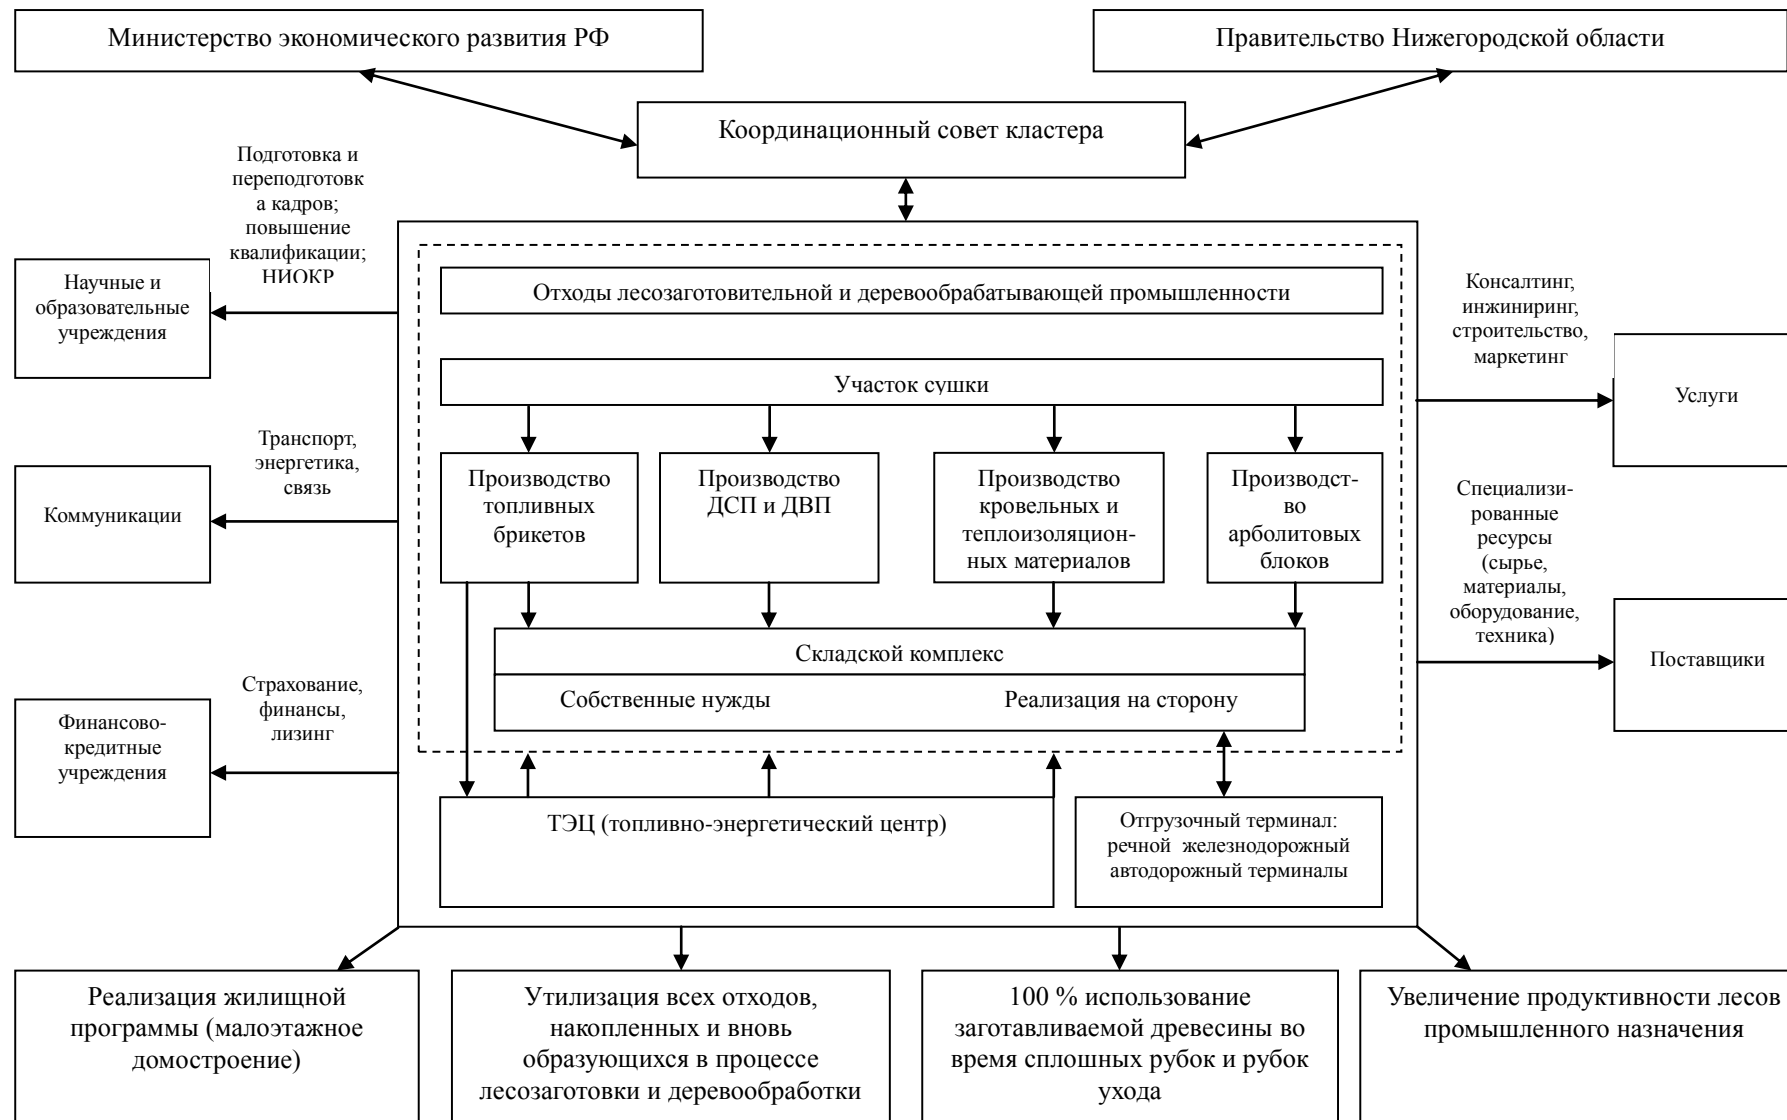 Министерство экономического развития РФ
Правительство Нижегородской области
Координационный совет кластера
Подготовка и
переподготовк
а кадров;
повышение
квалификации;
НИОКР
Научные и
образовательные
учреждения
Транспорт,
энергетика,
связь
Коммуникации
Страхование,
финансы,
лизинг
Финансово-
кредитные
учреждения
Отходы лесозаготовительной и деревообрабатывающей промышленности
Участок сушки
Производство
топливных
брикетов
Производство
ДСП и ДВП
Производство
кровельных и
теплоизоляцион-
ных материалов
Производст-
во
арболитовых
блоков
Складской комплекс
Собственные нужды
Реализация на сторону
ТЭЦ (топливно-энергетический центр)
Отгрузочный терминал:
речной железнодорожный
автодорожный терминалы
Консалтинг,
инжиниринг,
строительство,
маркетинг
Услуги
Специализи-
рованные
ресурсы
(сырье,
материалы,
оборудование,
техника)
Поставщики
Реализация жилищной
программы (малоэтажное
домостроение)
Утилизация всех отходов,
накопленных и вновь
образующихся в процессе
лесозаготовки и деревообработки
100 % использование
заготавливаемой древесины во
время сплошных рубок и рубок
ухода
Увеличение продуктивности лесов
промышленного назначения